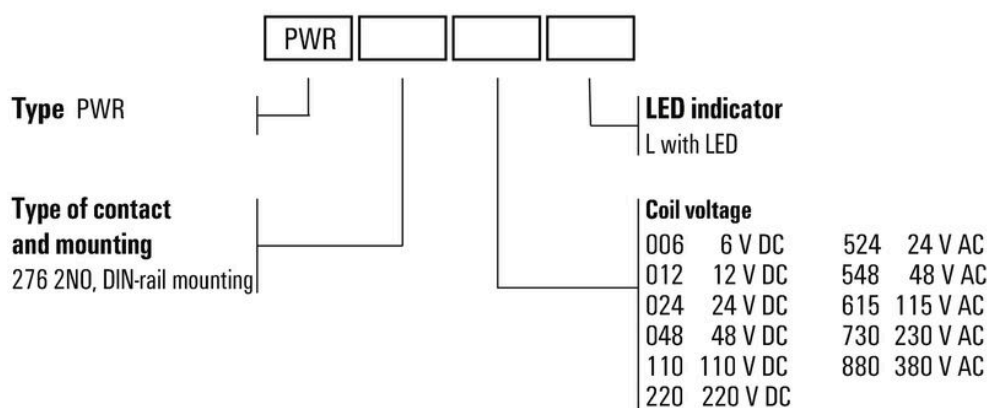 PWR
Type PWR
LED indicator
L with LED
Type of contact
and mounting
276 2NO, DIN-rail mounting
Coil voltage
006 6 V DC 524 24 V AC
012 12 V DC 548 48 V AC
024 24 V DC 615 115 V AC
048 48 V DC 730 230 V AC
110 110 V DC 880 380 V AC
220 220 V DC